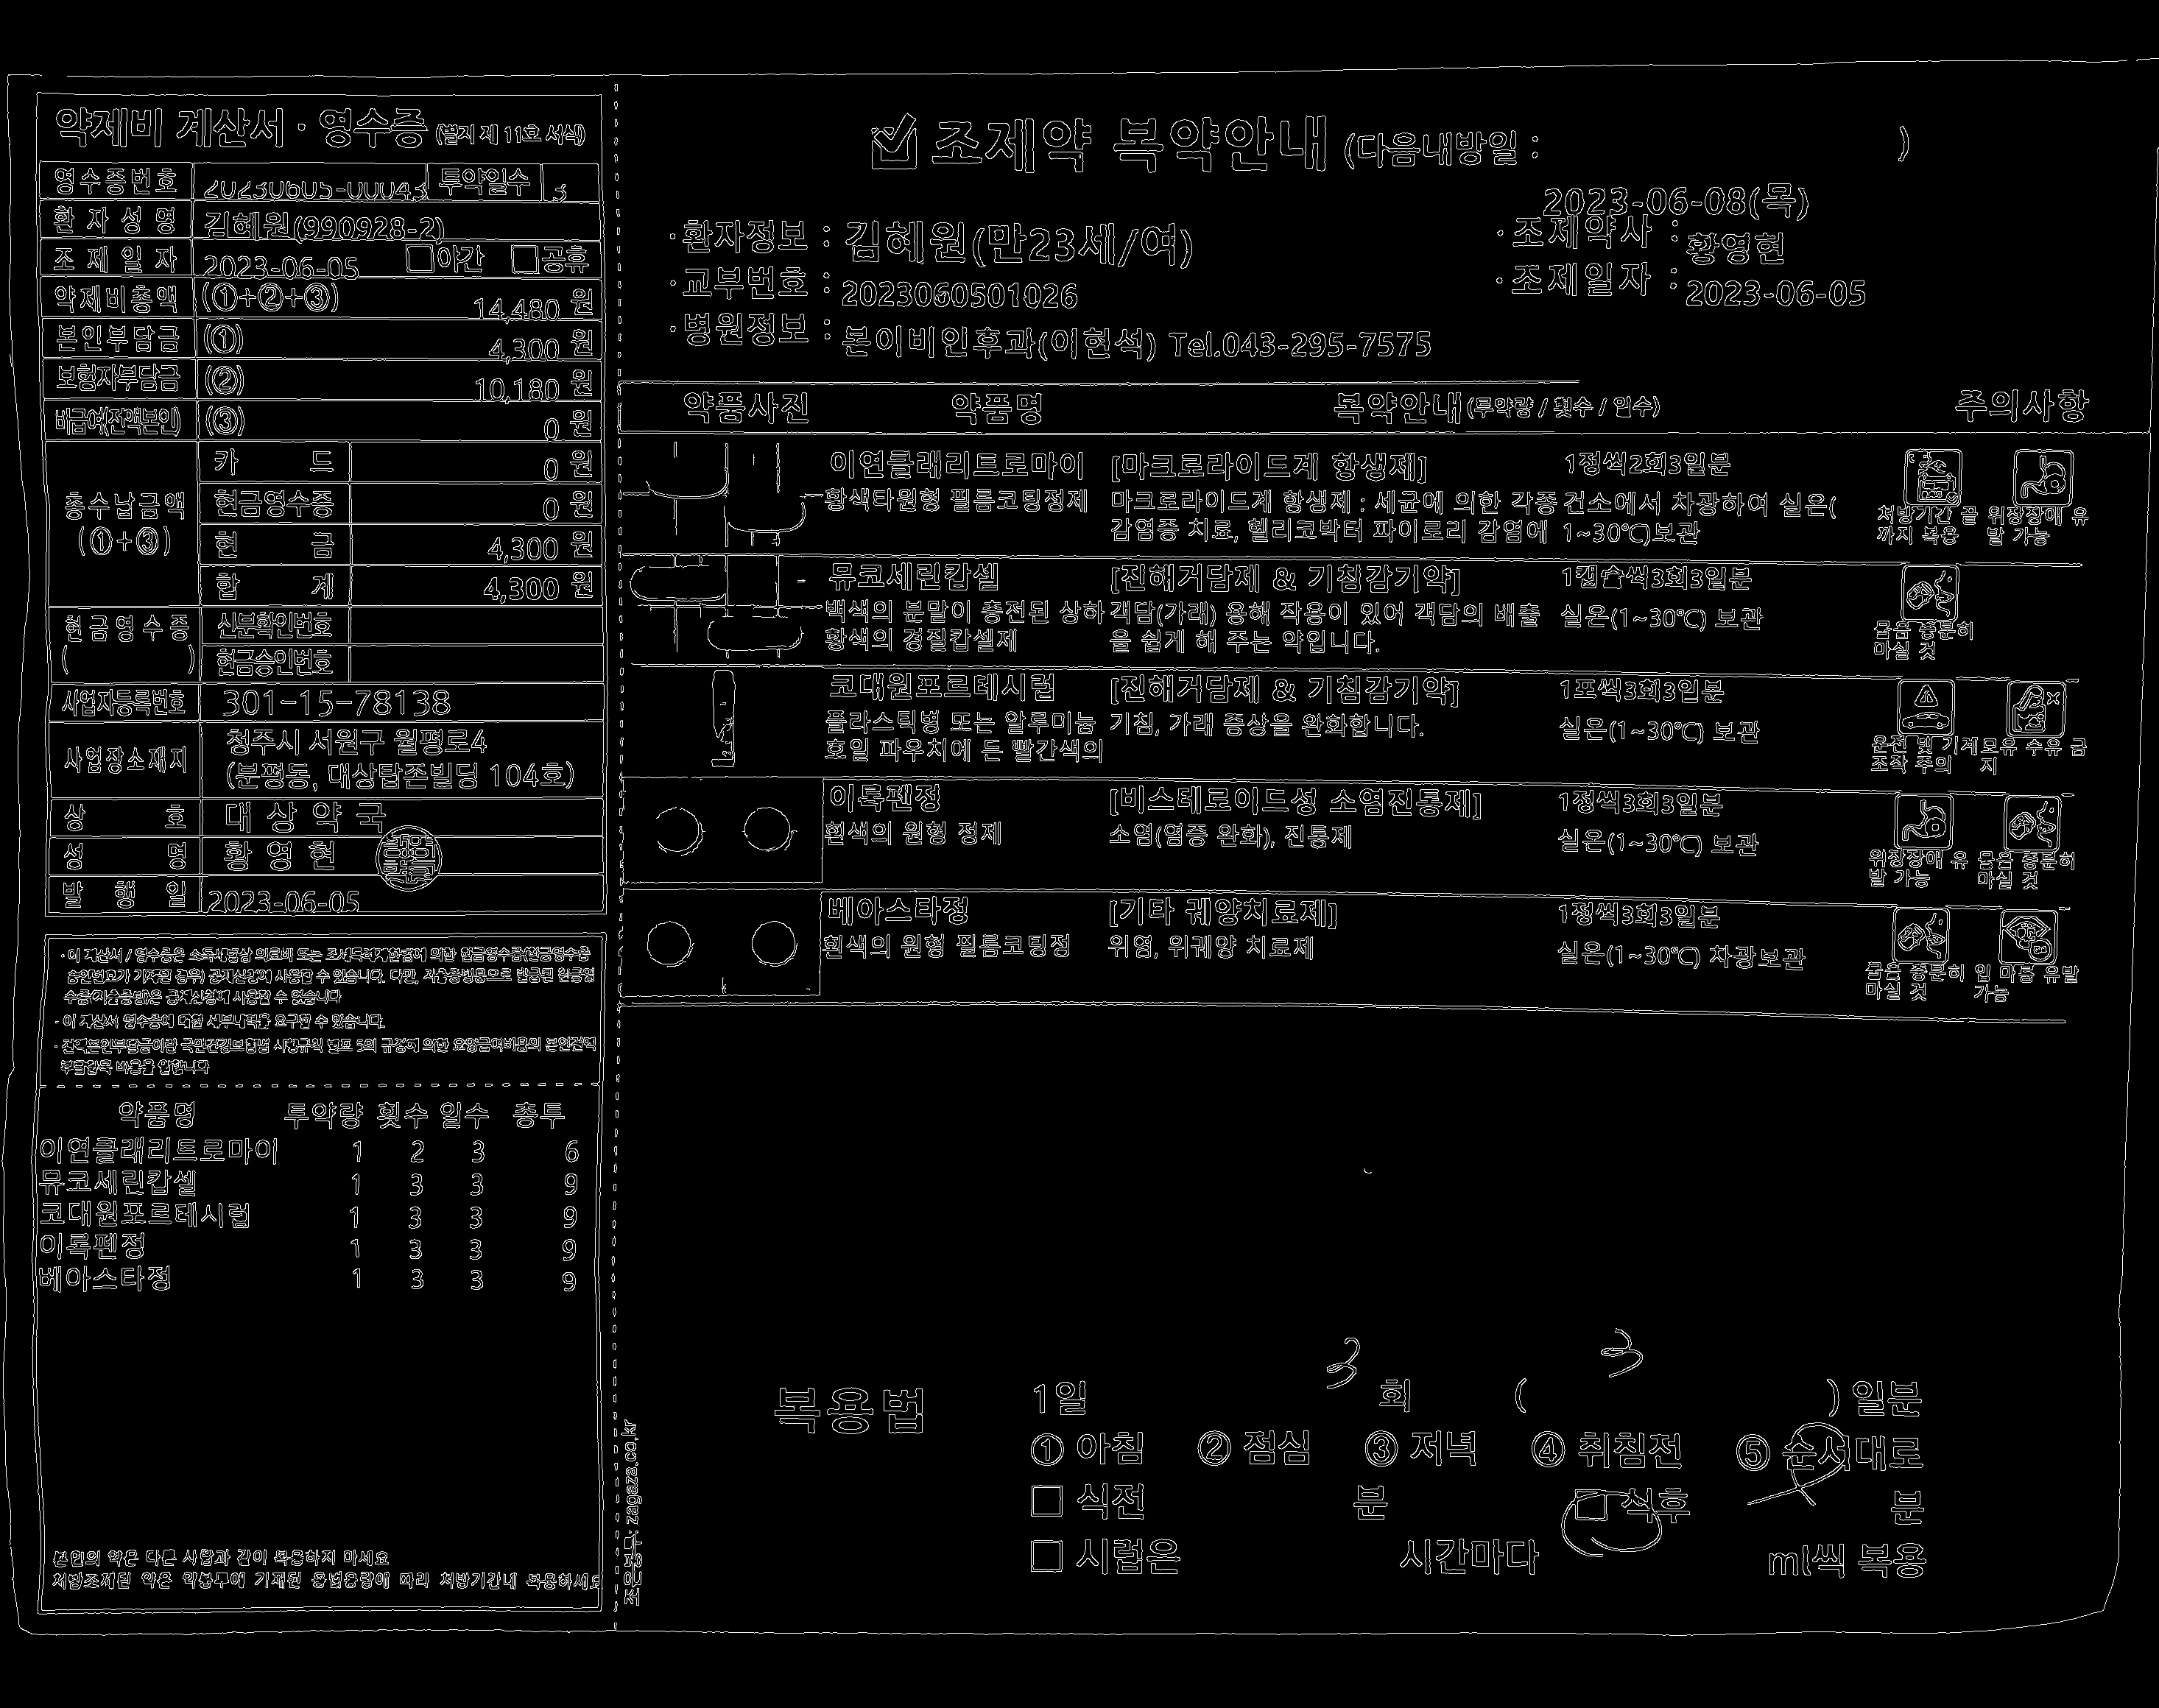 약제비 계산서 · 영수증 (별지 제 11호 서식)
영수증번호 20230605-00043 투약일수 3
환자성명 김혜원(990928-2)
조제일자 2023-06-05 □야간 □공휴
약제비총액 (①+②+③) 14,480 원
본인부담금 (①) 4,300 원
보험자부담금 (②) 10,180 원
비급여(전액본인) (③) 0 원
총수납금액 (①+③)
카 드 0 원
현금영수증 0 원
현 금 4,300 원
합 계 4,300 원
현금영수증 ( )
신분확인번호
현금승인번호
사업자등록번호 301-15-78138
사업장소재지 청주시 서원구 월평로4
(분평동, 대상탑존빌딩 104호)
상 호 대상약국
성 명 황영현
발 행 일 2023-06-05
· 이 계산서 / 영수증은 소득세법상 의료비 또는 조세특례제한법에 의한 현금영수증(현금영수증
승인번호가 기재된 경우) 공제신청에 사용할 수 있습니다. 다만, 지출증빙용으로 발급된 현금영
수증(지출증빙)은 공제신청에 사용할 수 없습니다
· 이 계산서 영수증에 대한 세부내역을 요구할 수 있습니다.
· 전액본인부담금이란 국민건강보험법 시행규칙 별표 5의 규정에 의한 요양급여비용의 본인전액
부담항목 비용을 말합니다
약품명 투약량 횟수 일수 총투
이연클래리트로마이 1 2 3 6
뮤코세린캅셀 1 3 3 9
코대원포르테시럽 1 3 3 9
이록펜정 1 3 3 9
베아스타정 1 3 3 9
본인의 약은 다른 사람과 같이 복용하지 마세요
처방조제된 약은 약봉투에 기재된 용법용량에 따라 처방기간내 복용하세요
zagaza.co.kr
조제약 복약안내 (다음내방일 : )
2023-06-08(목)
·환자정보 : 김혜원(만23세/여)
·조제약사 : 황영현
·교부번호 : 2023060501026
·조제일자 : 2023-06-05
·병원정보 : 본이비인후과(이현석) Tel.043-295-7575
약품사진 약품명 복약안내(투약량 / 횟수 / 일수) 주의사항
이연클래리트로마이 [마크로라이드계 항생제] 1정씩2회3일분
황색타원형 필름코팅정제 마크로라이드계 항생제 : 세균에 의한 각종 건소에서 차광하여 실온(
감염증 치료, 헬리코박터 파이로리 감염에 1~30℃)보관
처방기간 끝까지 복용
위장장애 유발 가능
뮤코세린캅셀 [진해거담제 & 기침감기약] 1캡슐씩3회3일분
백색의 분말이 충전된 상하 객담(가래) 용해 작용이 있어 객담의 배출 실온(1~30℃) 보관
황색의 경질캅셀제 을 쉽게 해 주는 약입니다.
물을 충분히 마실 것
코대원포르테시럽 [진해거담제 & 기침감기약] 1포씩3회3일분
플라스틱병 또는 알루미늄 기침, 가래 증상을 완화합니다. 실온(1~30℃) 보관
호일 파우치에 든 빨간색의
운전 및 기계조작 주의
모유 수유 금지
이록펜정 [비스테로이드성 소염진통제] 1정씩3회3일분
흰색의 원형 정제 소염(염증 완화), 진통제 실온(1~30℃) 보관
위장장애 유발 가능
물을 충분히 마실 것
베아스타정 [기타 궤양치료제] 1정씩3회3일분
흰색의 원형 필름코팅정 위염, 위궤양 치료제 실온(1~30℃) 차광보관
물을 충분히 마실 것
입 마름 유발 가능
복용법 1일 3 회 ( 3 ) 일분
① 아침 ② 점심 ③ 저녁 ④ 취침전 ⑤ 순서대로
□ 식전 분 □ 식후 분
□ 시럽은 시간마다 ml씩 복용